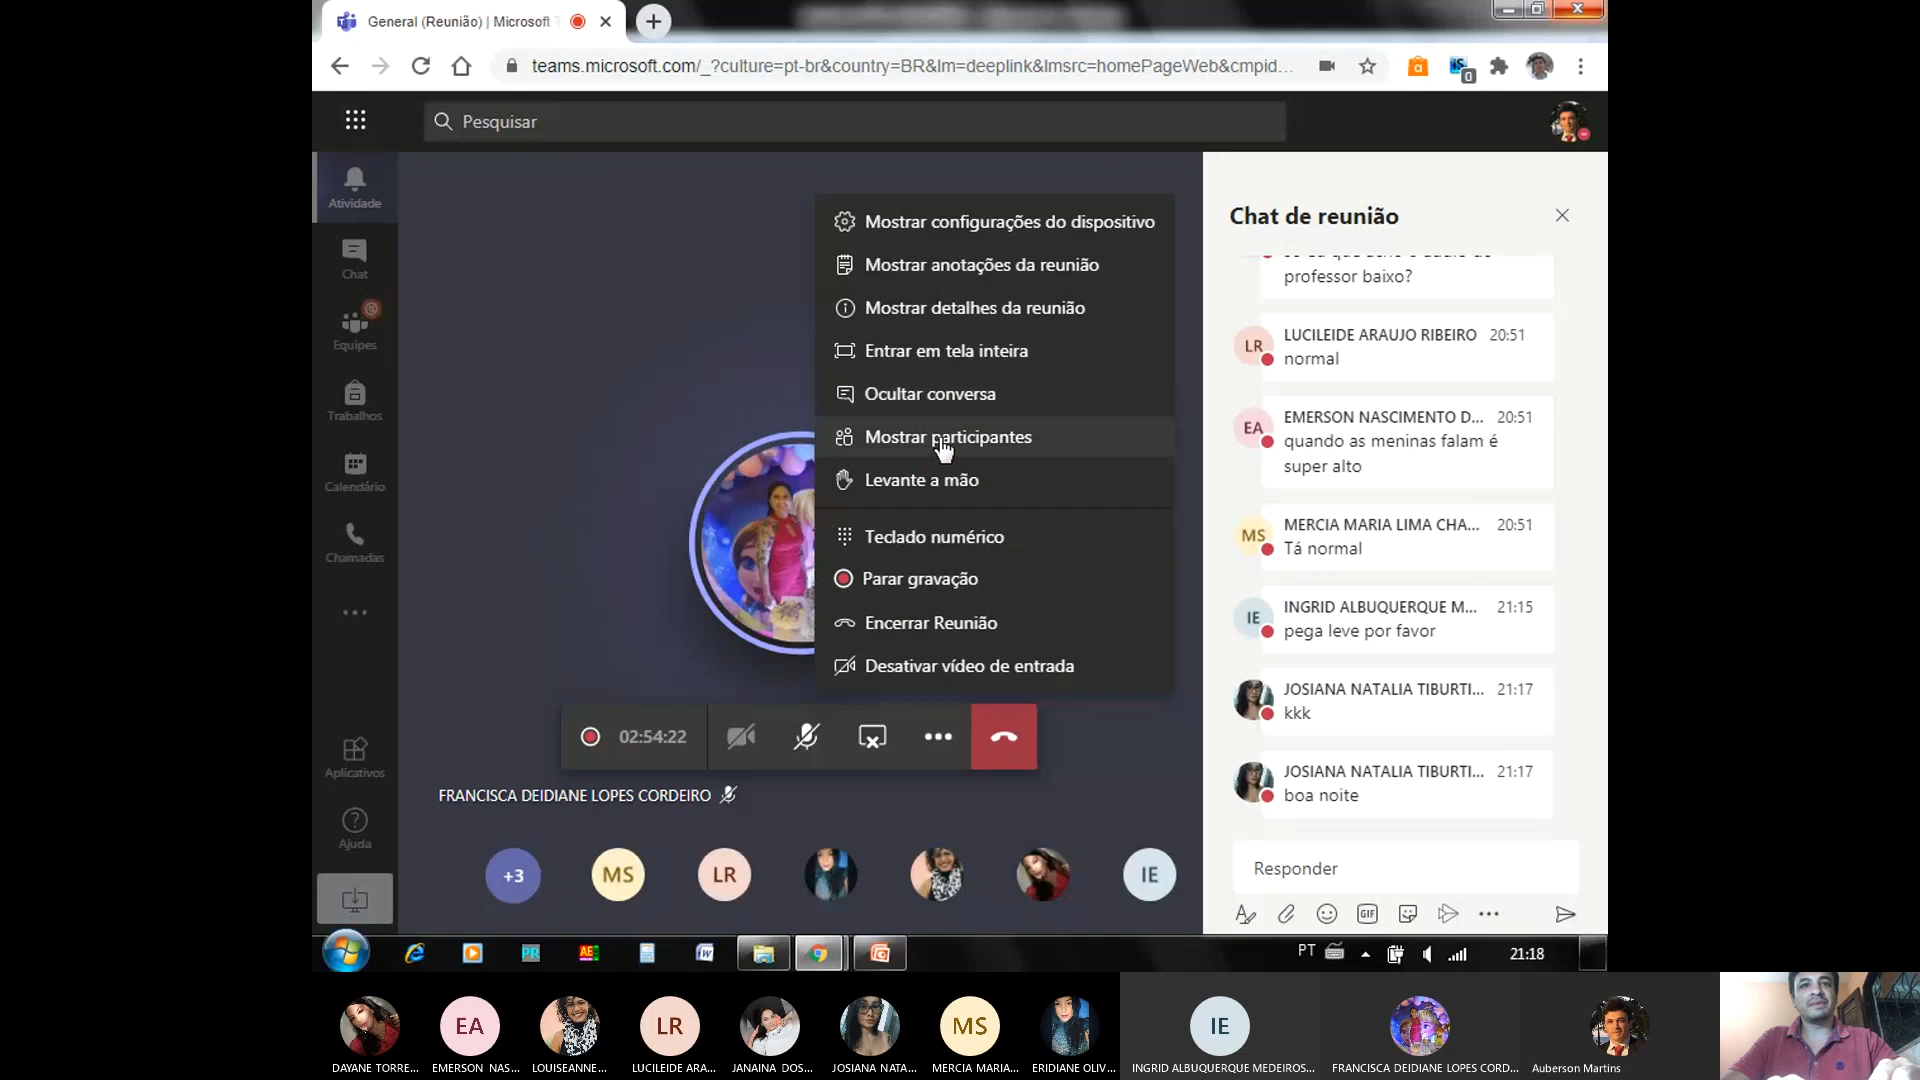 General (Reunião) | Microsoft
teams.microsoft.com/_?culture=pt-br&country=BR&lm=deeplink&lmsrc=homePageWeb&cmpid...
0
Pesquisar
Atividade
Chat
Equipes
Trabalhos
Calendário
Chamadas
Aplicativos
Ajuda
Mostrar configurações do dispositivo
Mostrar anotações da reunião
Mostrar detalhes da reunião
Entrar em tela inteira
Ocultar conversa
Mostrar participantes
Levante a mão
Teclado numérico
Parar gravação
Encerrar Reunião
Desativar vídeo de entrada
02:54:22
FRANCISCA DEIDIANE LOPES CORDEIRO
+3
MS
LR
IE
Chat de reunião
professor baixo?
LR
LUCILEIDE ARAUJO RIBEIRO 20:51
normal
EA
EMERSON NASCIMENTO D... 20:51
quando as meninas falam é
super alto
MS
MERCIA MARIA LIMA CHA... 20:51
Tá normal
IE
INGRID ALBUQUERQUE M... 21:15
pega leve por favor
JOSIANA NATALIA TIBURTI... 21:17
kkk
JOSIANA NATALIA TIBURTI... 21:17
boa noite
Responder
GIF
PR
AE
W
PT
21:18
EA
LR
MS
IE
DAYANE TORRE...
EMERSON NAS...
LOUISEANNE...
LUCILEIDE ARA...
JANAINA DOS...
JOSIANA NATA...
MERCIA MARIA...
ERIDIANE OLIV...
INGRID ALBUQUERQUE MEDEIROS...
FRANCISCA DEIDIANE LOPES CORD...
Auberson Martins